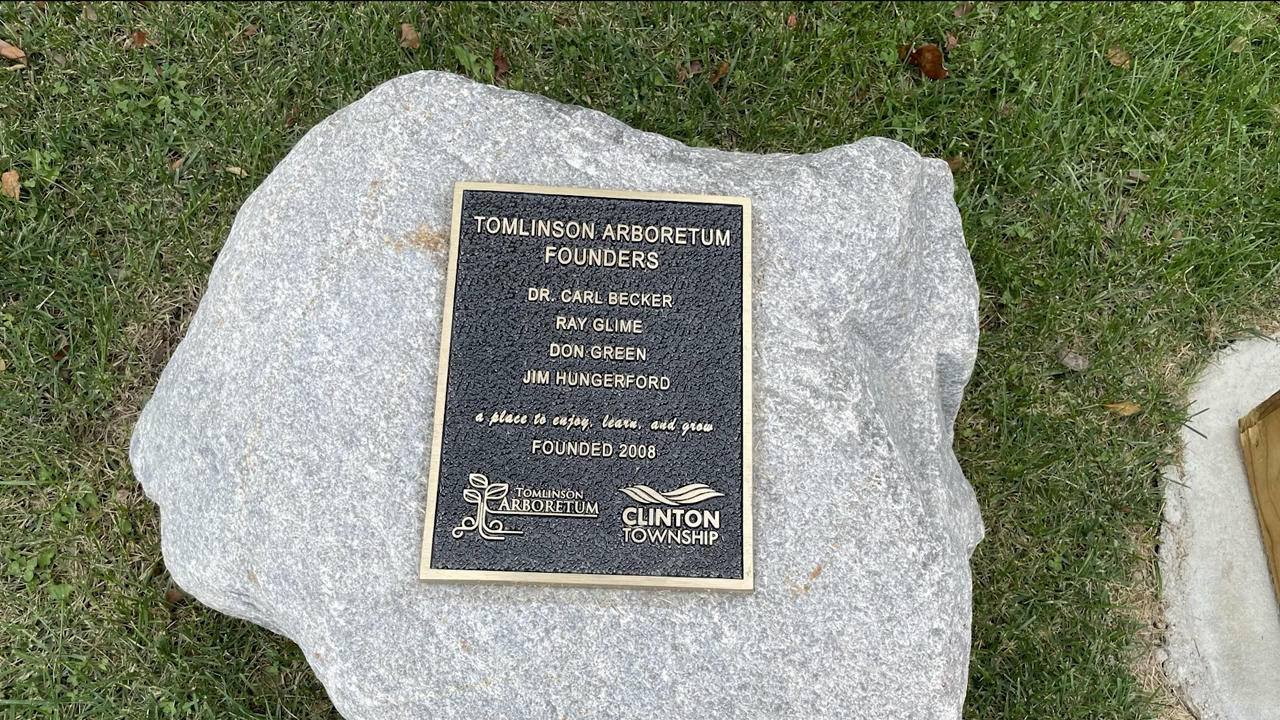 TOMLINSON ARBORETUM
FOUNDERS
DR. CARL BECKER
RAY GLIME
DON GREEN
JIM HUNGERFORD
a place to enjoy, learn, and grow
FOUNDED 2008
TOMLINSON
ARBORETUM
CLINTON
TOWNSHIP